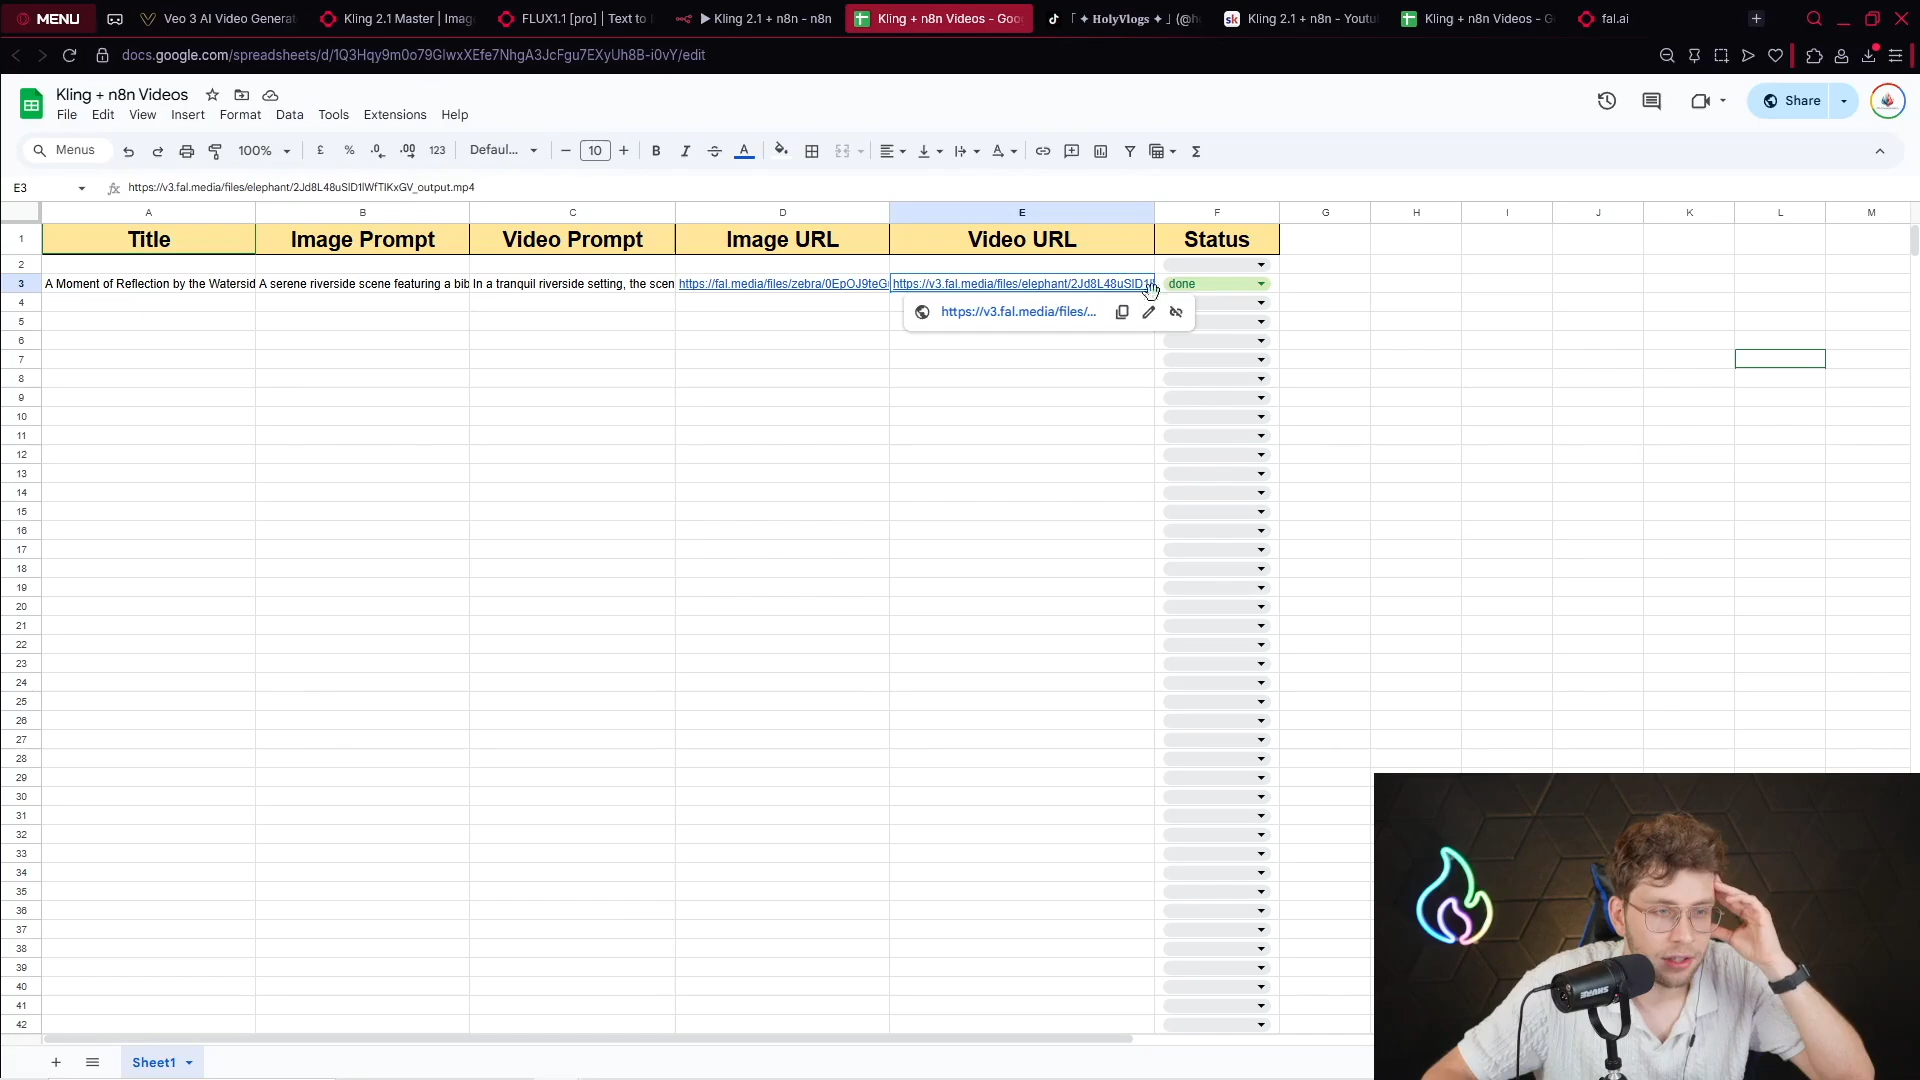 MENU
Veo 3 AI Video Generat
Kling 2.1 Master | Imag
FLUX1.1 [pro] | Text to
▶ Kling 2.1 + n8n - n8n
Kling + n8n Videos - Goo
「 ✦ HolyVlogs ✦ 」(@h
Kling 2.1 + n8n - Youtu
Kling + n8n Videos - G
fal.ai
docs.google.com/spreadsheets/d/1Q3Hqy9m0o79GlwxXEfe7NhgA3JcFgu7EXyUh8B-i0vY/edit
Kling + n8n Videos
Share
File Edit View Insert Format Data Tools Extensions Help
Menus 100% £ % .0 .00 123 Defaul... 10 B I A
E3 fx https://v3.fal.media/files/elephant/2Jd8L48uSlD1lWfTIKxGV_output.mp4
A B C D E F G H I J K L M
1 Title Image Prompt Video Prompt Image URL Video URL Status
2
3 A Moment of Reflection by the Watersid A serene riverside scene featuring a bib In a tranquil riverside setting, the scen https://fal.media/files/zebra/0EpOJ9teG https://v3.fal.media/files/elephant/2Jd8L48uSlD1 done
4 https://v3.fal.media/files/...
5
6
7
8
9
10
11
12
13
14
15
16
17
18
19
20
21
22
23
24
25
26
27
28
29
30
31
32
33
34
35
36
37
38
39
40
41
42
Sheet1
SHURE